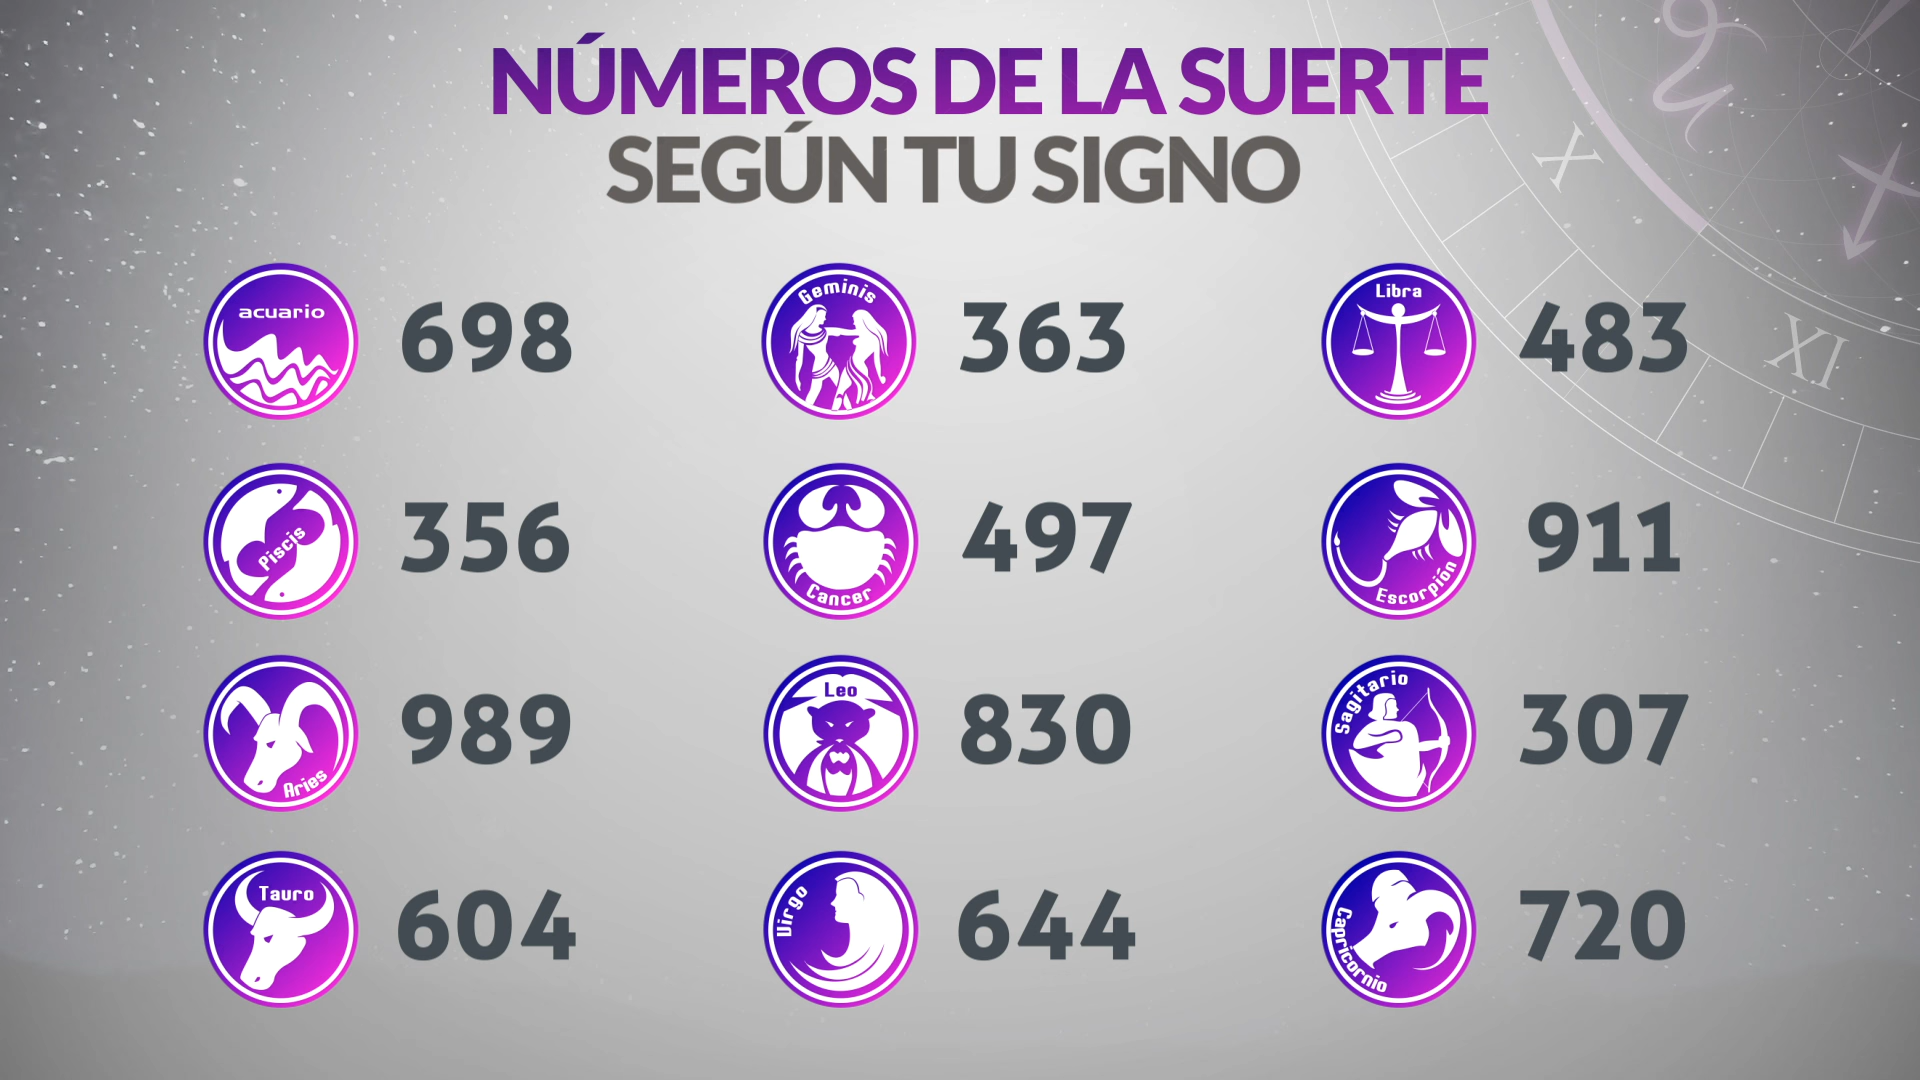 NÚMEROS DE LA SUERTE
SEGÚN TU SIGNO
acuario
698
Geminis
363
Libra
483
Piscis
356
Cancer
497
Escorpión
911
Aries
989
Leo
830
Sagitario
307
Tauro
604
Virgo
644
Capricornio
720
X
XI